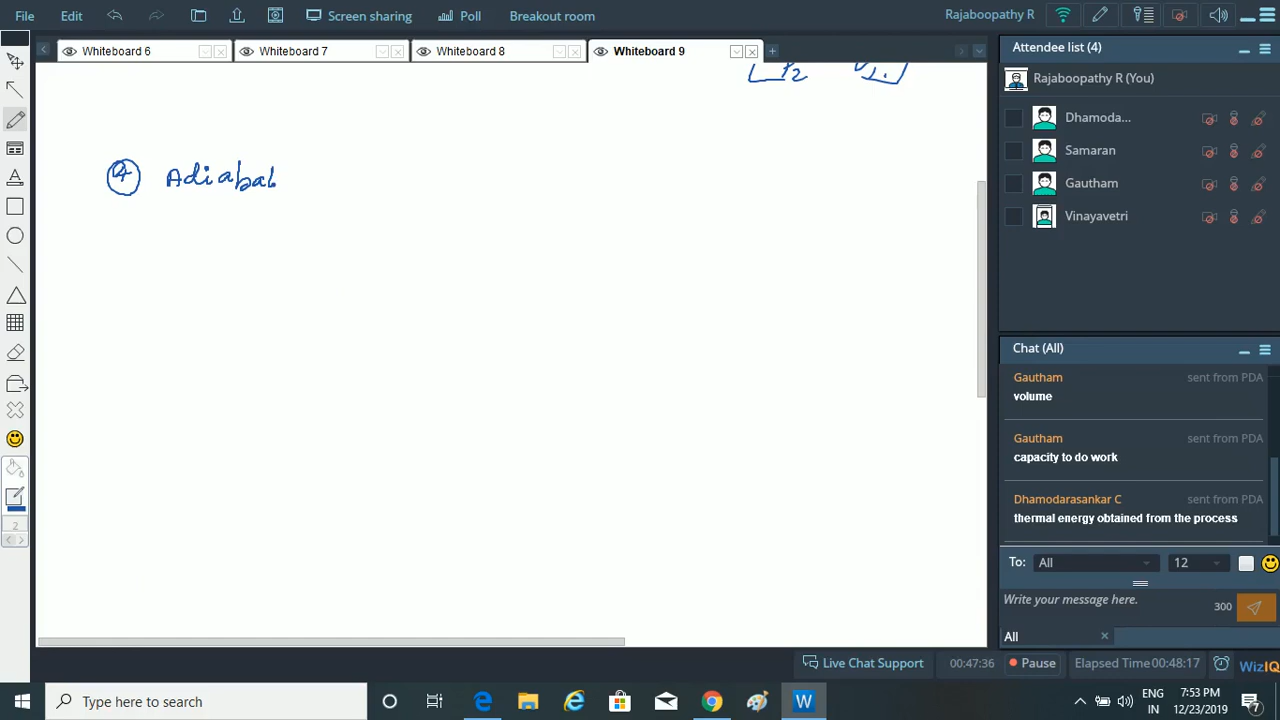 File Edit Screen sharing Poll Breakout room Rajaboopathy R
Whiteboard 6 Whiteboard 7 Whiteboard 8 Whiteboard 9
P2
4 Adiabat
Attendee list (4)
Rajaboopathy R (You)
Dhamoda...
Samaran
Gautham
Vinayavetri
Chat (All)
Gautham sent from PDA
volume
Gautham sent from PDA
capacity to do work
Dhamodarasankar C sent from PDA
thermal energy obtained from the process
To: All 12
Write your message here. 300
All
2
Live Chat Support 00:47:36 Pause Elapsed Time 00:48:17 WizIQ
Type here to search
ENG
IN
7:53 PM
12/23/2019
7